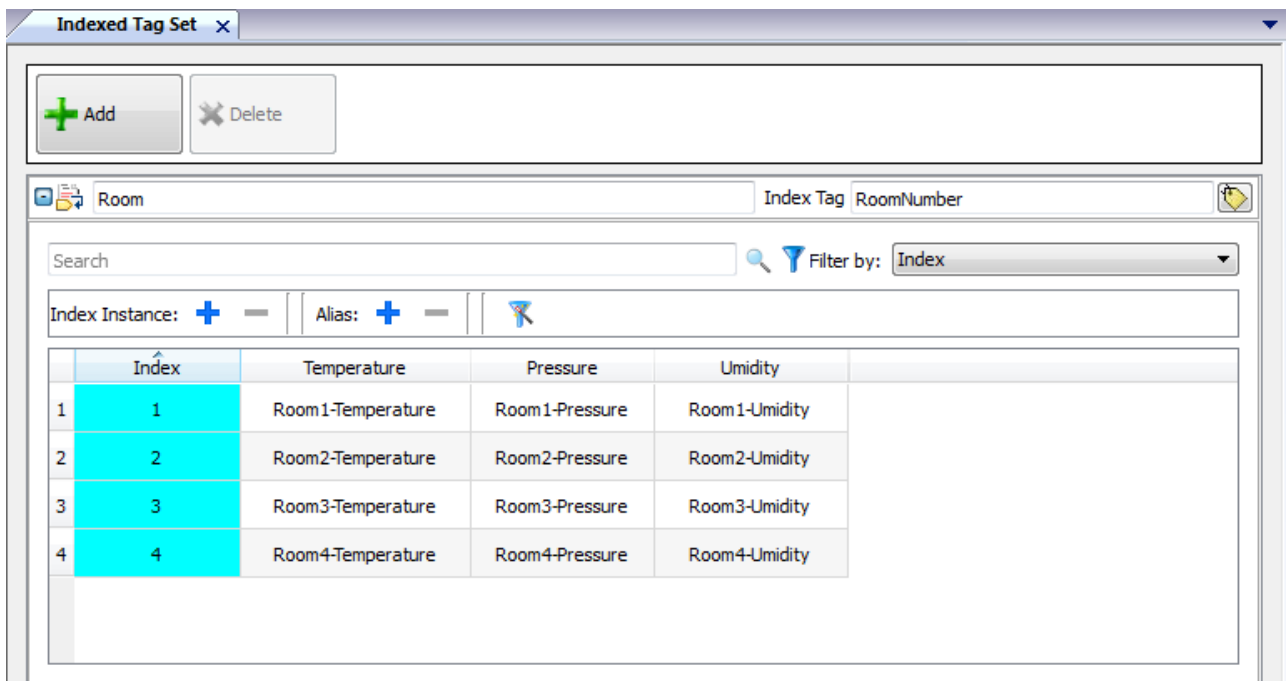 Indexed Tag Set x
Add Delete
Room Index Tag RoomNumber
Search Filter by: Index
Index Instance: Alias:
Index Temperature Pressure Umidity
1 1 Room1-Temperature Room1-Pressure Room1-Umidity
2 2 Room2-Temperature Room2-Pressure Room2-Umidity
3 3 Room3-Temperature Room3-Pressure Room3-Umidity
4 4 Room4-Temperature Room4-Pressure Room4-Umidity